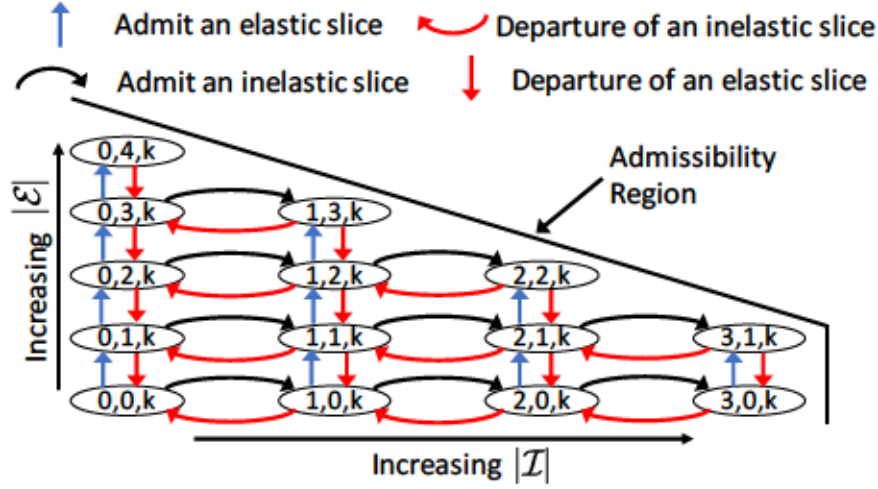 Admit an elastic slice
Departure of an inelastic slice
Admit an inelastic slice
Departure of an elastic slice
Admissibility
Region
Increasing |ℰ|
0,4,k
0,3,k 1,3,k
0,2,k 1,2,k 2,2,k
0,1,k 1,1,k 2,1,k 3,1,k
0,0,k 1,0,k 2,0,k 3,0,k
Increasing |ℐ|